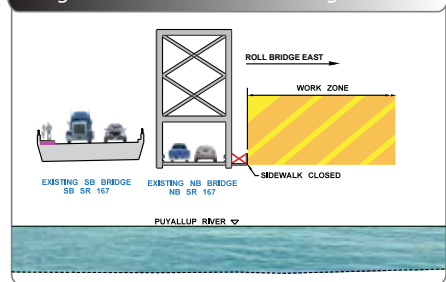 ROLL BRIDGE EAST
WORK ZONE
EXISTING SB BRIDGE
SB SR 167
EXISTING NB BRIDGE
NB SR 167
SIDEWALK CLOSED
PUYALLUP RIVER